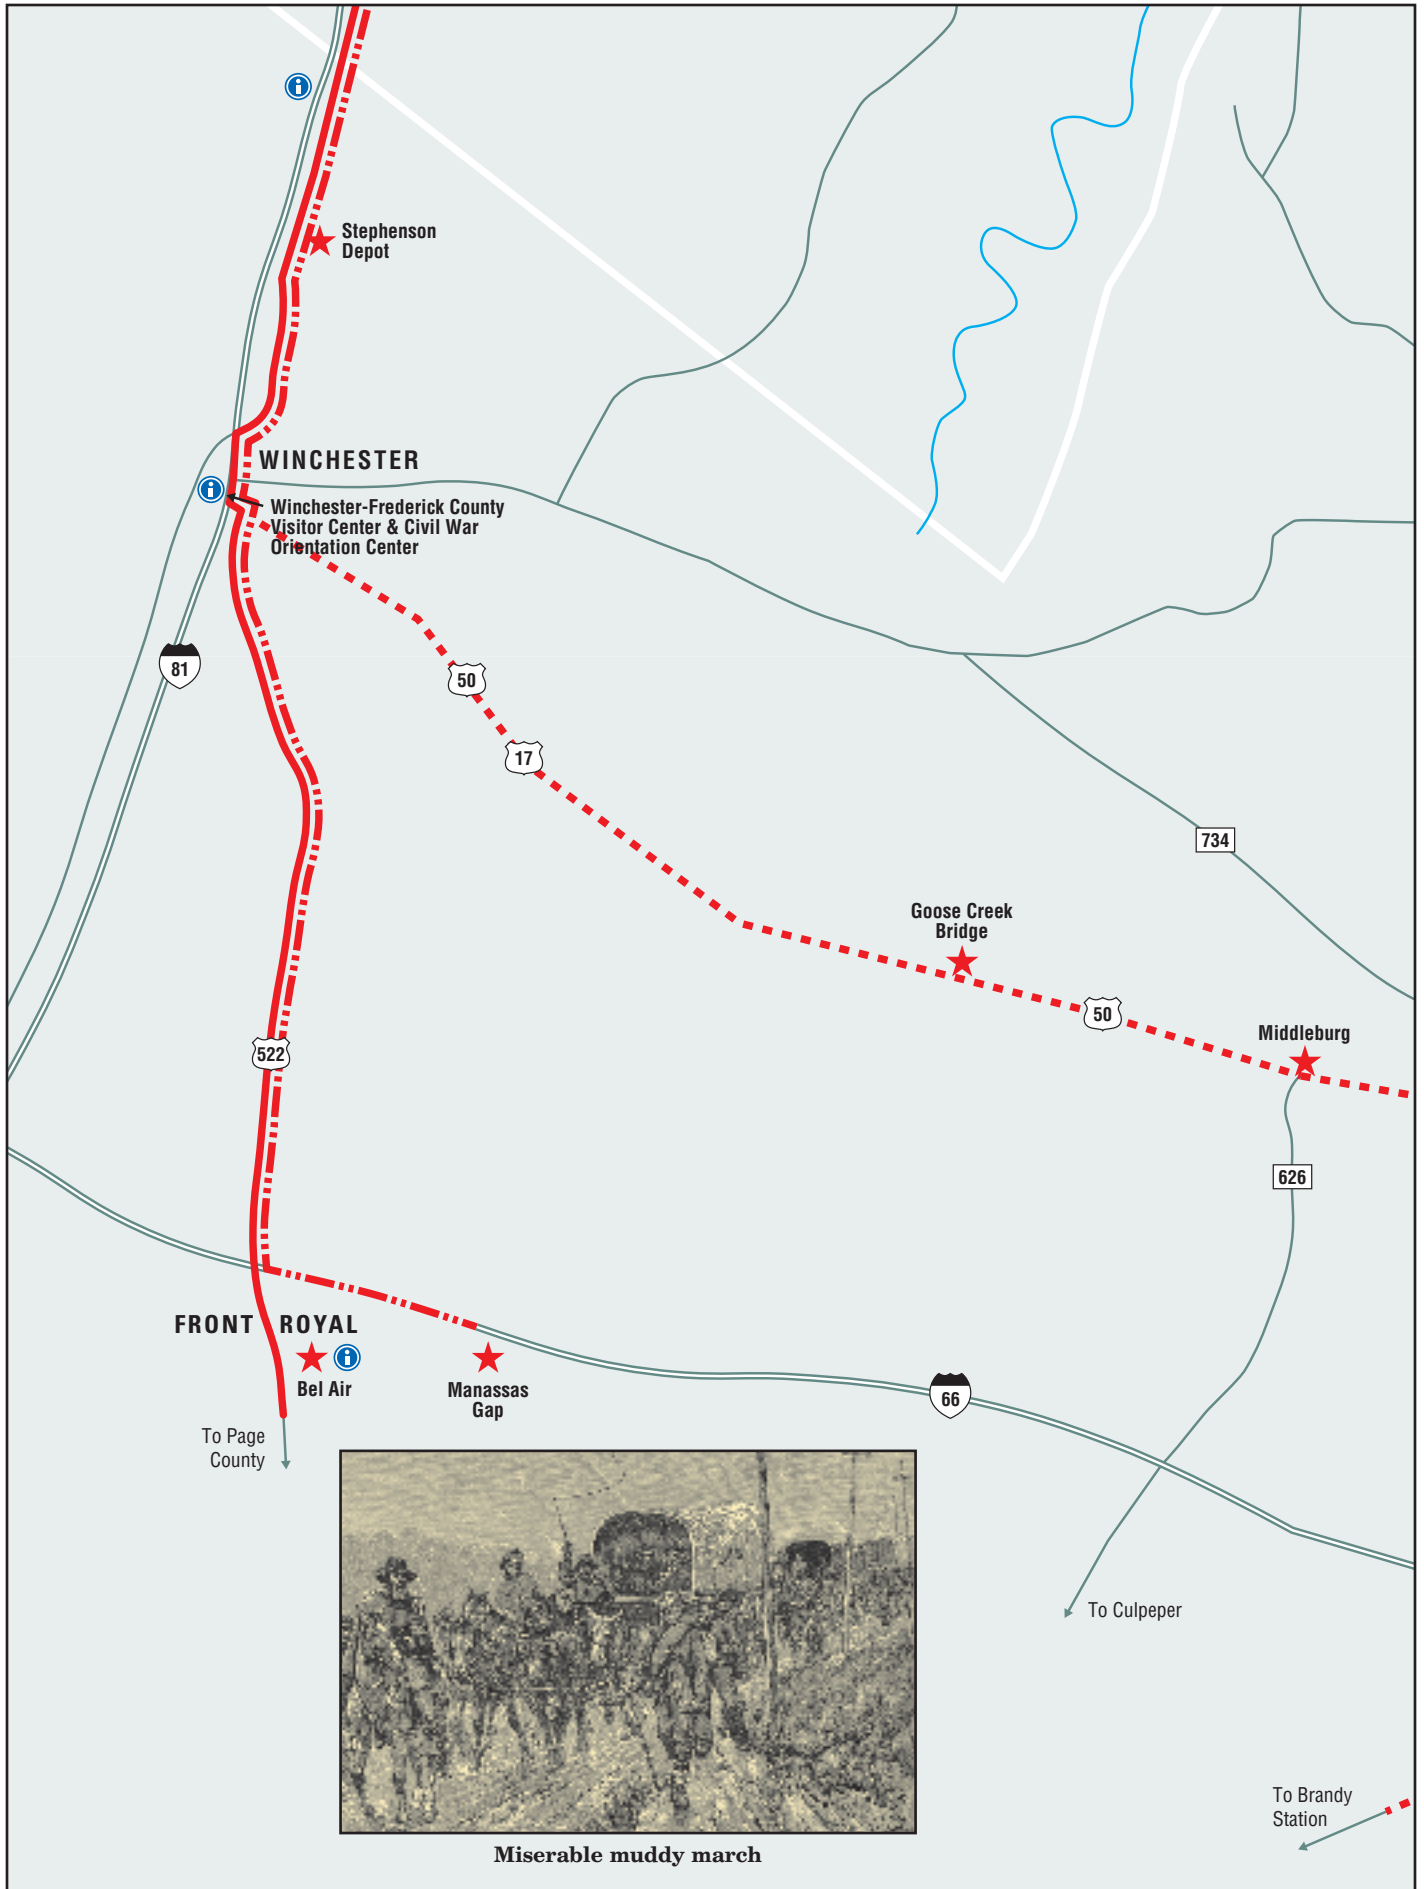 Stephenson
Depot
WINCHESTER
Winchester-Frederick County
Visitor Center & Civil War
Orientation Center
81
50
17
734
Goose Creek
Bridge
50
Middleburg
522
626
FRONT ROYAL
Bel Air
Manassas
Gap
66
To Page
County
To Culpeper
To Brandy
Station
Miserable muddy march